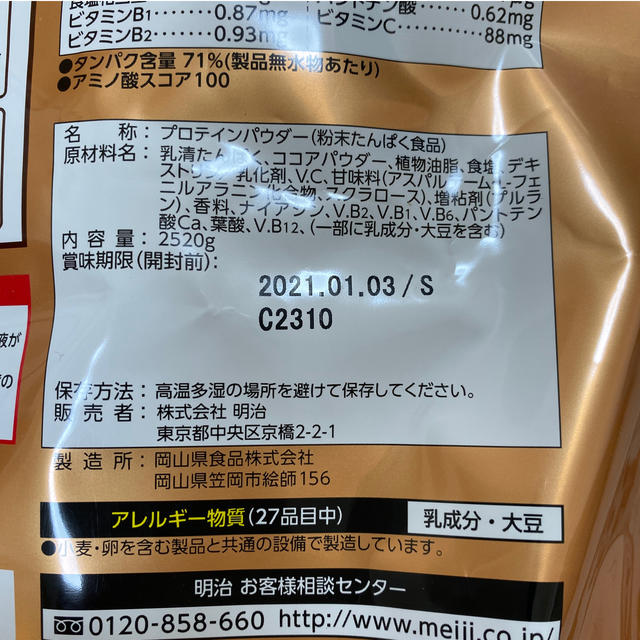 ビタミンB1 0.87mg
ビタミンB2 0.93mg
0.62mg
ビタミンC 88mg
●タンパク含量 71%(製品無水物あたり)
●アミノ酸スコア100
名称:プロテインパウダー(粉末たんぱく食品)
原材料名:乳清たんぱく、ココアパウダー、植物油脂、食塩、デキ
ストリン/乳化剤、V.C、甘味料(アスパルテーム・L-フェ
ニルアラニン化合物、スクラロース)、増粘剤(プルラ
ン)、香料、ナイアシン、V.B2、V.B1、V.B6、パントテン
酸Ca、葉酸、V.B12、(一部に乳成分・大豆を含む)
内容量:2520g
賞味期限(開封前):
2021.01.03/S
C2310
保存方法:高温多湿の場所を避けて保存してください。
販売者:株式会社 明治
東京都中央区京橋2-2-1
製造所:岡山県食品株式会社
岡山県笠岡市絵師156
アレルギー物質(27品目中) 乳成分・大豆
●小麦・卵を含む製品と共通の設備で製造しています。
明治 お客様相談センター
0120-858-660 http://www.meiji.co.jp/
液が
の